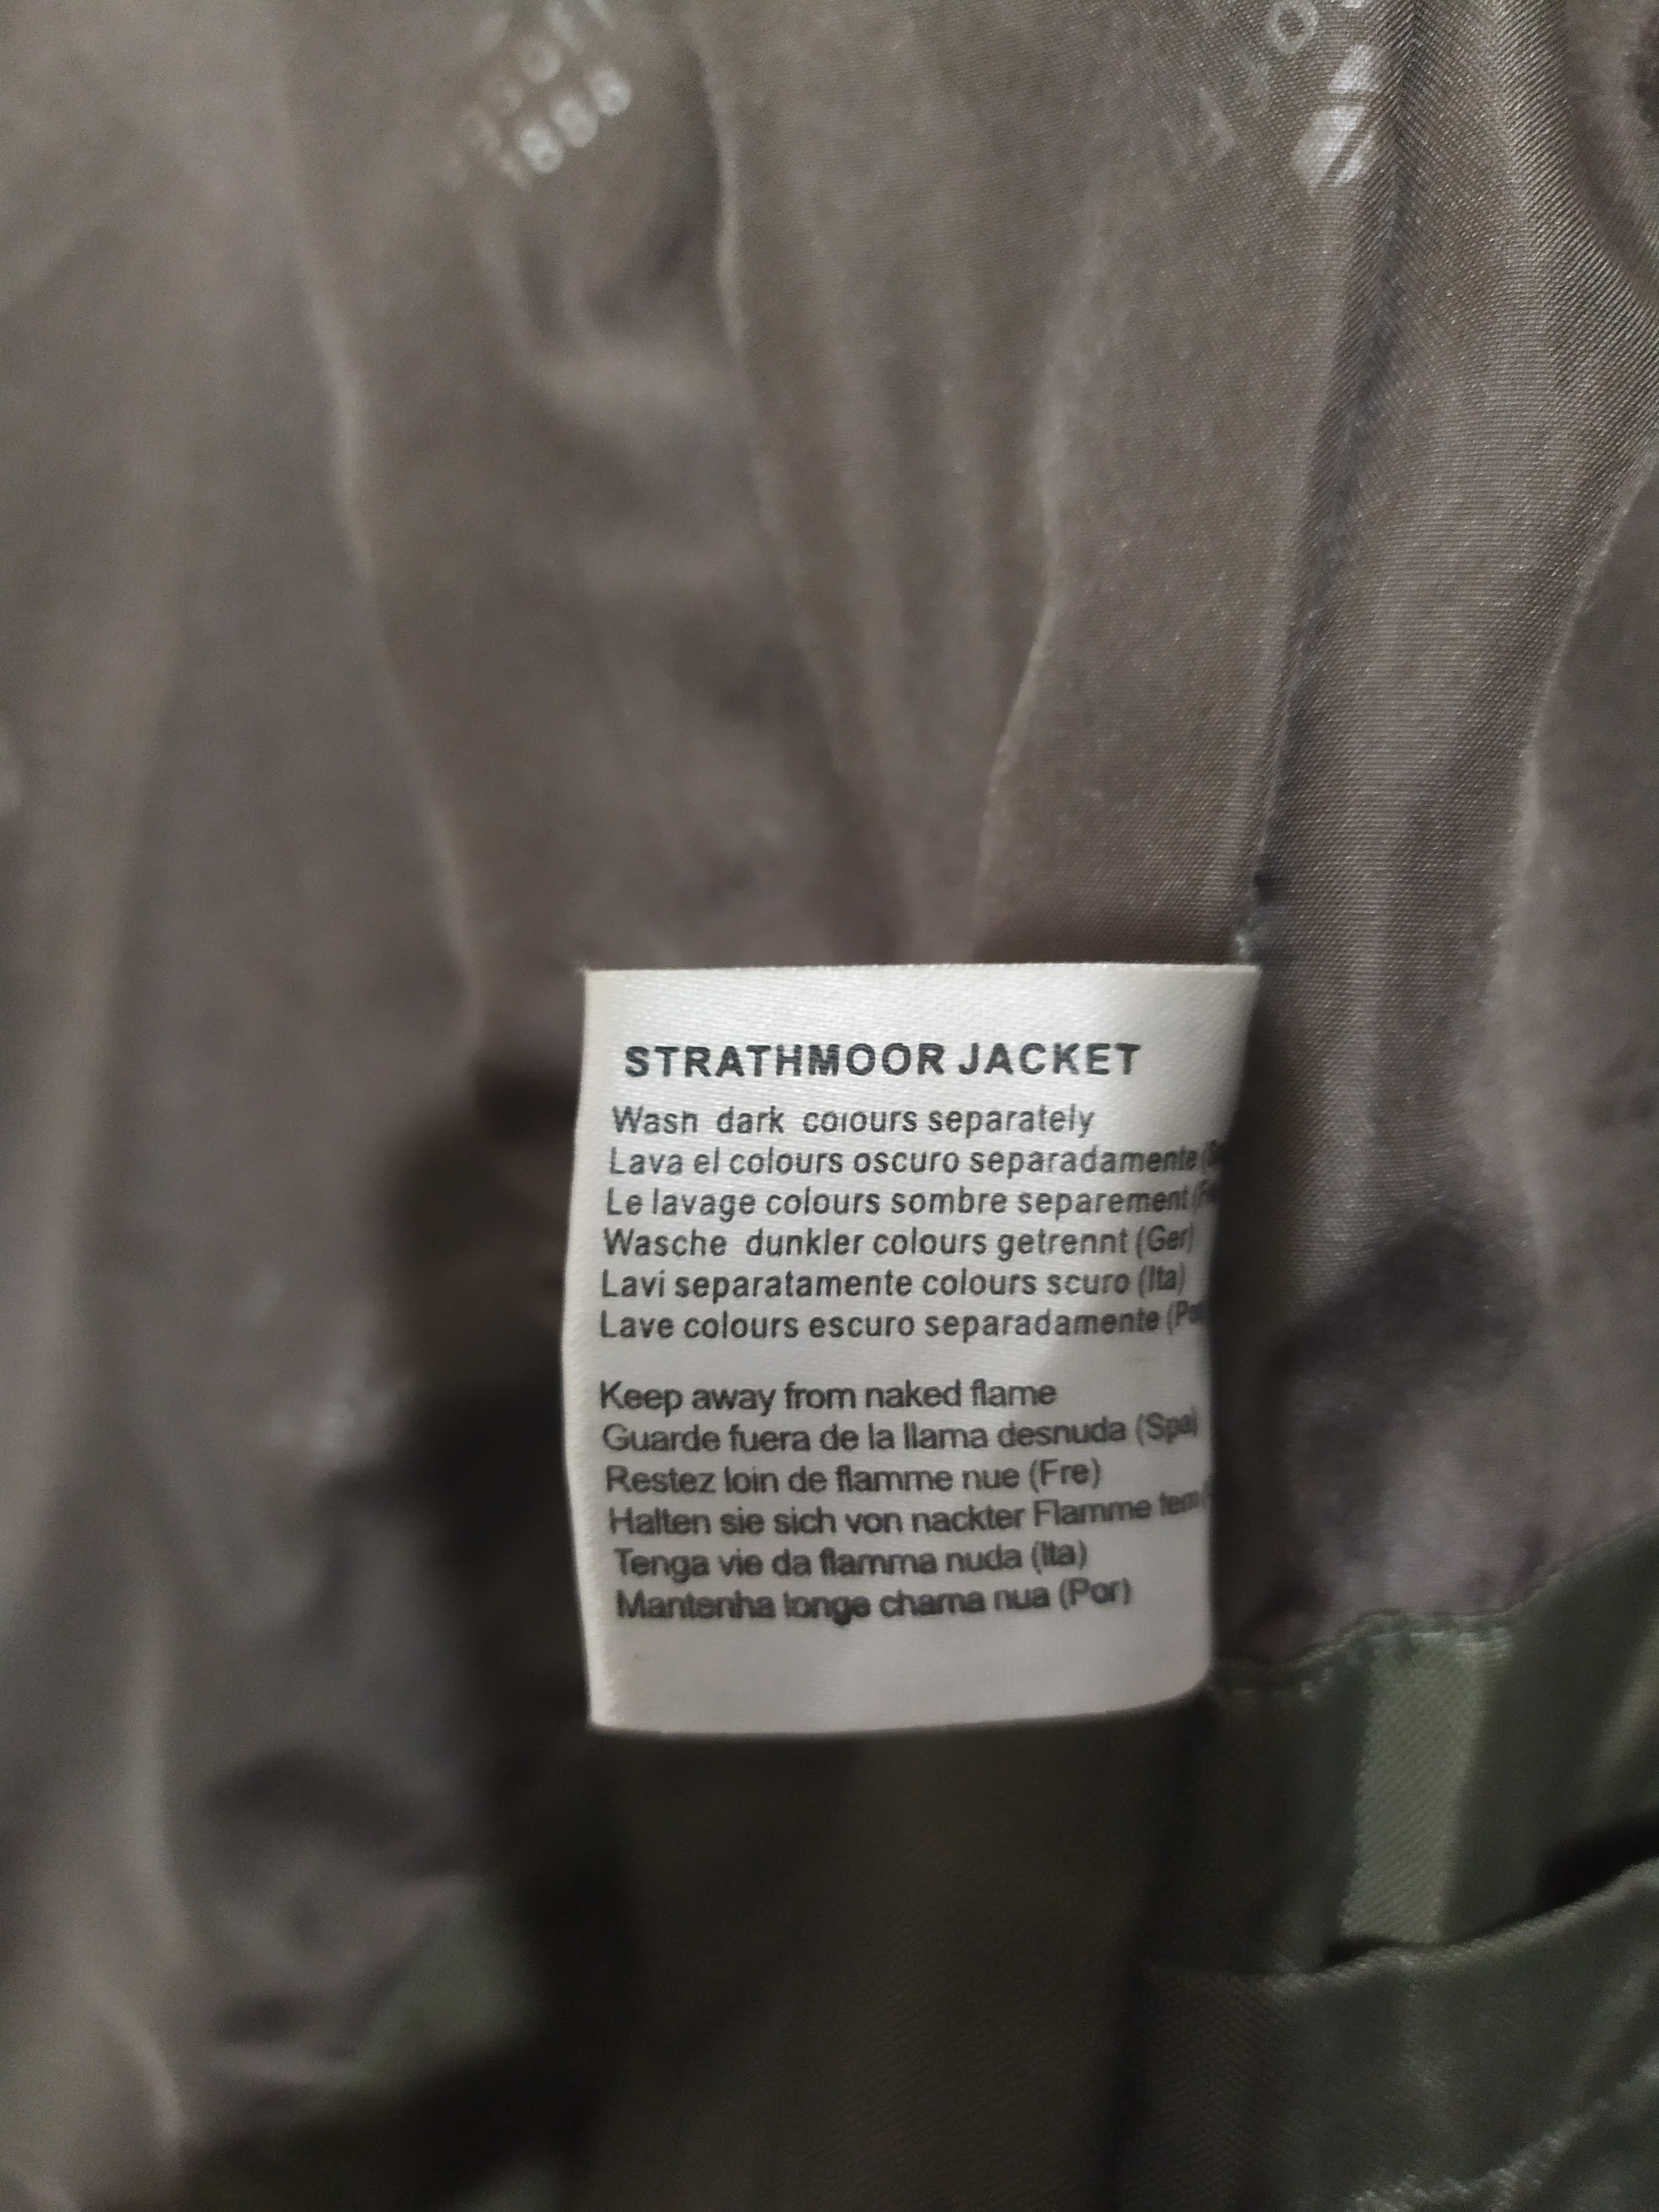 1888
STRATHMOOR JACKET
Wash dark colours separately
Lava el colours oscuro separadamente
Le lavage colours sombre separement
Wasche dunkler colours getrennt (Ger)
Lavi separatamente colours scuro (Ita)
Lave colours escuro separadamente
Keep away from naked flame
Guarde fuera de la llama desnuda (Spa)
Restez loin de flamme nue (Fre)
Halten sie sich von nackter Flamme
Tenga vie da flamma nuda (Ita)
Mantenha longe chama nua (Por)